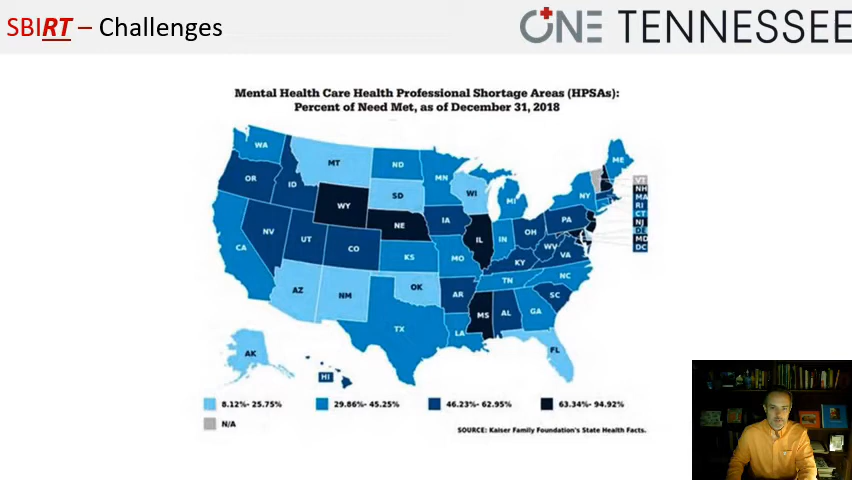 SBIRT – Challenges
ONE TENNESSEE
Mental Health Care Health Professional Shortage Areas (HPSAs):
Percent of Need Met, as of December 31, 2018
WA
MT
ND
MN
ME
OR
ID
SD
WI
MI
NY
VT
NH
MA
RI
CT
NJ
DE
MD
DC
WY
NE
IA
IL
IN
OH
PA
NV
UT
CO
KS
MO
KY
WV
VA
CA
AZ
NM
OK
AR
TN
NC
SC
TX
LA
MS
AL
GA
FL
AK
HI
8.12%- 25.75%
29.86%- 45.25%
46.23%- 62.95%
63.34%- 94.92%
N/A
SOURCE: Kaiser Family Foundation's State Health Facts.